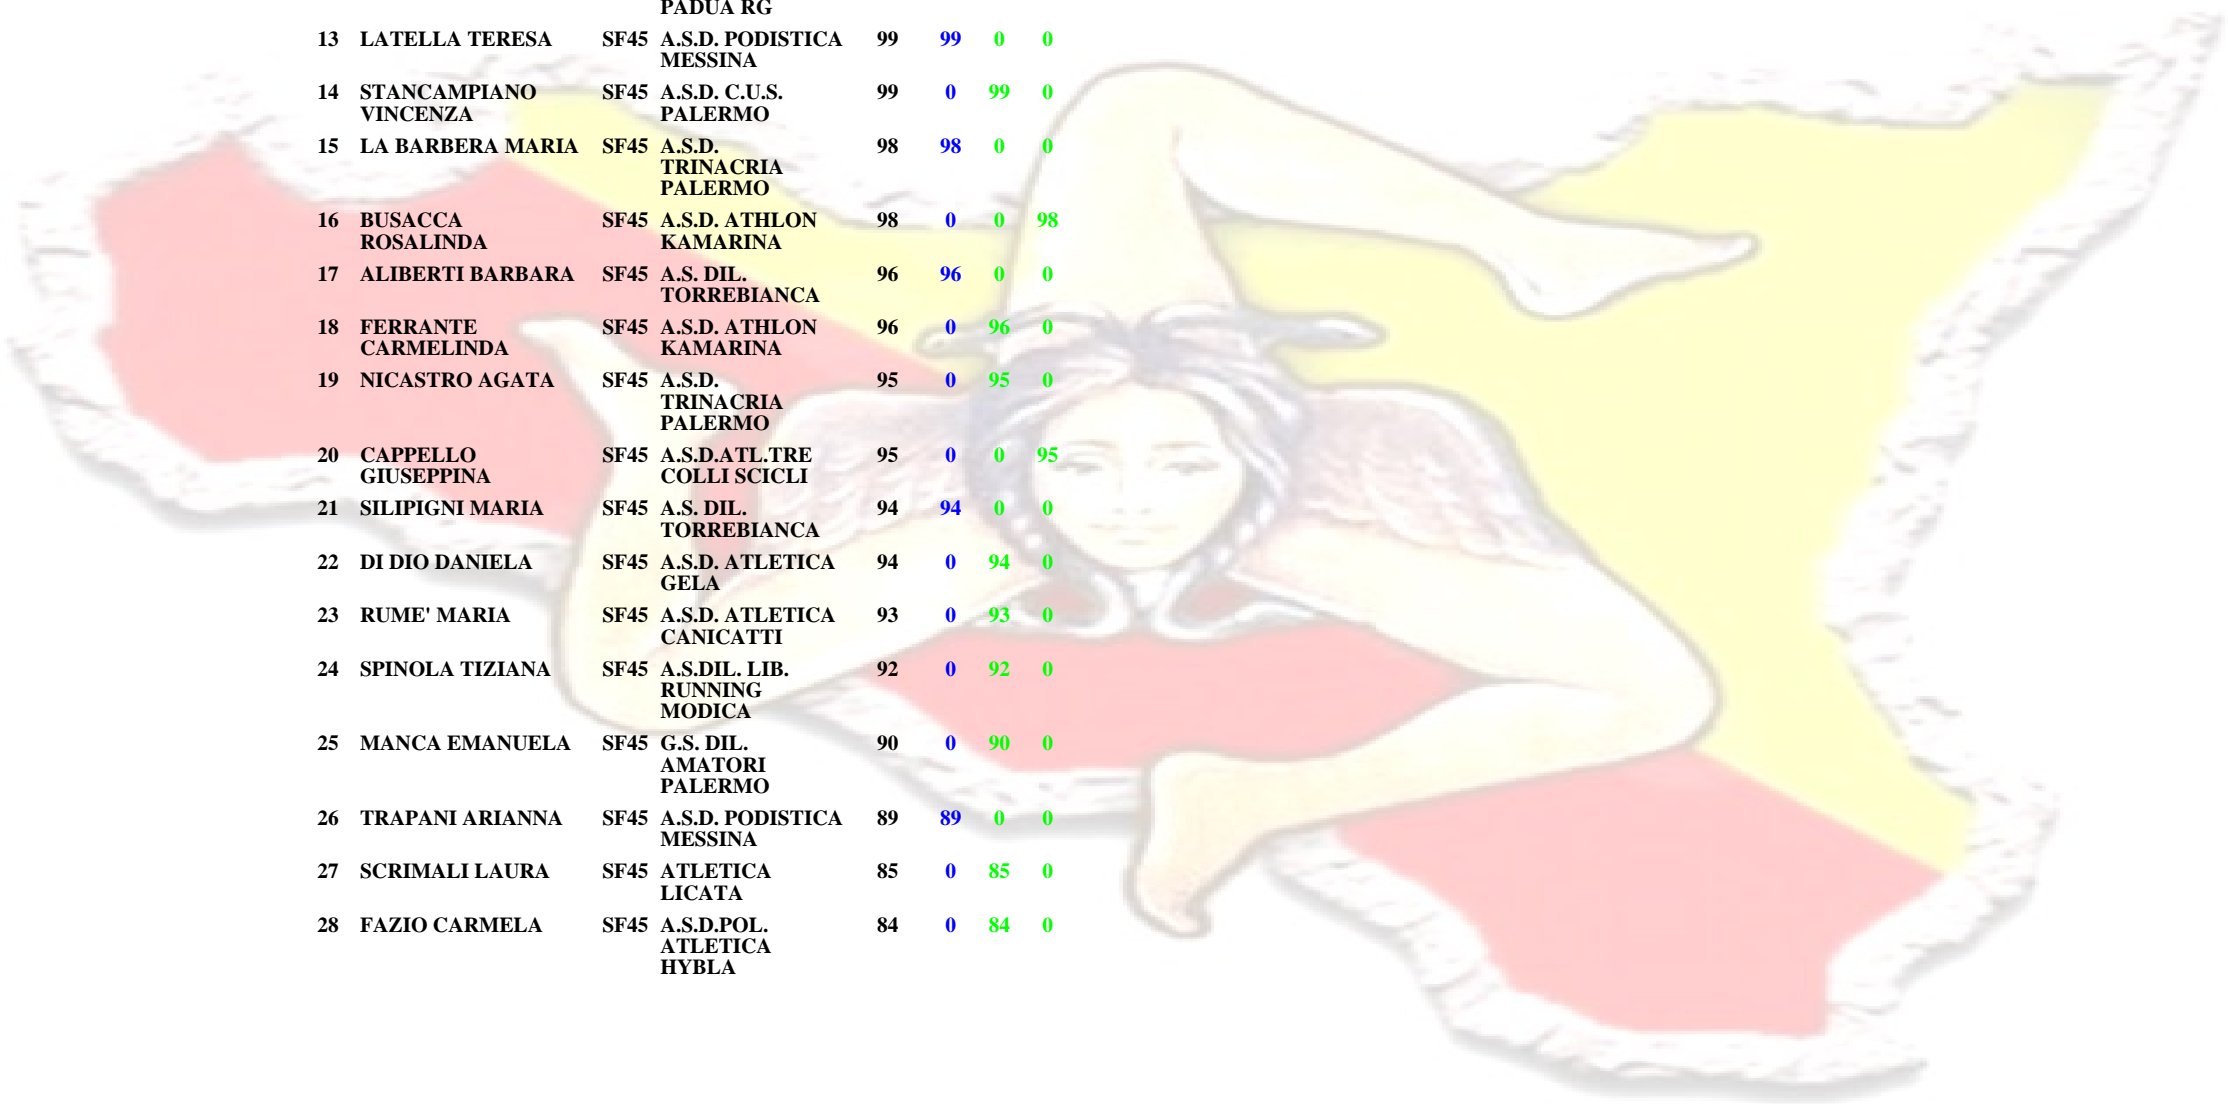 PADUA RG
13 LATELLA TERESA SF45 A.S.D. PODISTICA 99 99 0 0
MESSINA
14 STANCAMPIANO SF45 A.S.D. C.U.S. 99 0 99 0
VINCENZA PALERMO
15 LA BARBERA MARIA SF45 A.S.D. 98 98 0 0
TRINACRIA
PALERMO
16 BUSACCA SF45 A.S.D. ATHLON 98 0 0 98
ROSALINDA KAMARINA
17 ALIBERTI BARBARA SF45 A.S. DIL. 96 96 0 0
TORREBIANCA
18 FERRANTE SF45 A.S.D. ATHLON 96 0 96 0
CARMELINDA KAMARINA
19 NICASTRO AGATA SF45 A.S.D. 95 0 95 0
TRINACRIA
PALERMO
20 CAPPELLO SF45 A.S.D.ATL.TRE 95 0 0 95
GIUSEPPINA COLLI SCICLI
21 SILIPIGNI MARIA SF45 A.S. DIL. 94 94 0 0
TORREBIANCA
22 DI DIO DANIELA SF45 A.S.D. ATLETICA 94 0 94 0
GELA
23 RUME' MARIA SF45 A.S.D. ATLETICA 93 0 93 0
CANICATTI
24 SPINOLA TIZIANA SF45 A.S.DIL. LIB. 92 0 92 0
RUNNING
MODICA
25 MANCA EMANUELA SF45 G.S. DIL. 90 0 90 0
AMATORI
PALERMO
26 TRAPANI ARIANNA SF45 A.S.D. PODISTICA 89 89 0 0
MESSINA
27 SCRIMALI LAURA SF45 ATLETICA 85 0 85 0
LICATA
28 FAZIO CARMELA SF45 A.S.D.POL. 84 0 84 0
ATLETICA
HYBLA